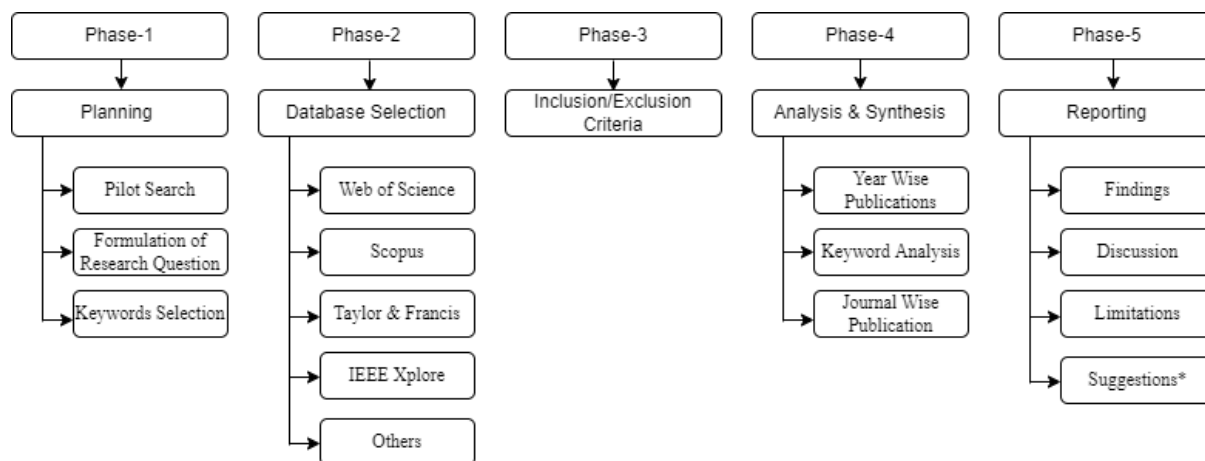 Phase-1
Phase-2
Phase-3
Phase-4
Phase-5
Planning
Database Selection
Inclusion/Exclusion
Criteria
Analysis & Synthesis
Reporting
Pilot Search
Formulation of
Research Question
Keywords Selection
Web of Science
Scopus
Taylor & Francis
IEEE Xplore
Others
Year Wise
Publications
Keyword Analysis
Journal Wise
Publication
Findings
Discussion
Limitations
Suggestions*